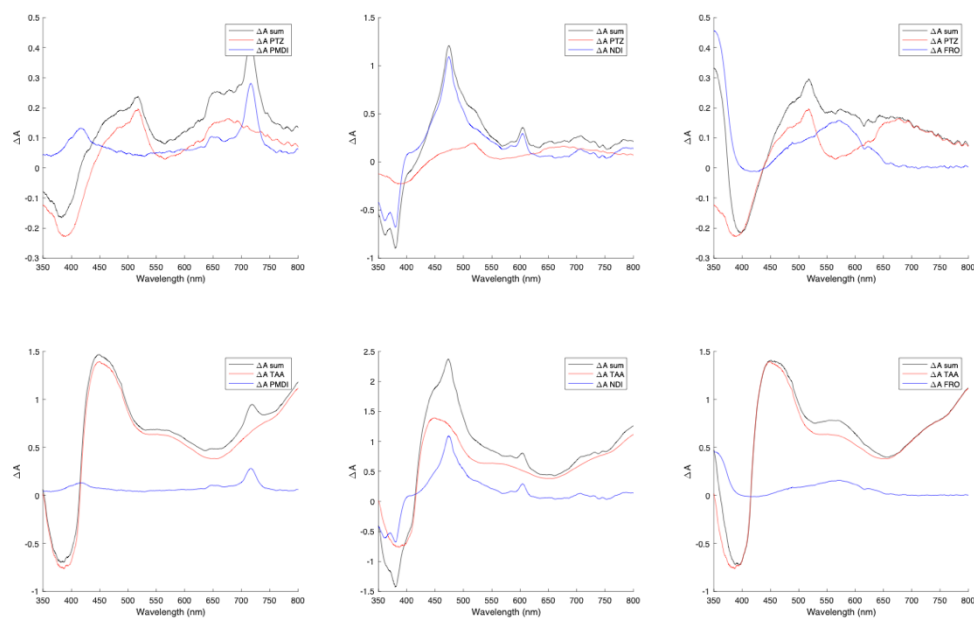 0.5
0.4
0.3
0.2
0.1
0
-0.1
-0.2
-0.3
ΔA
350 400 450 500 550 600 650 700 750 800
Wavelength (nm)
ΔA sum
ΔA PTZ
ΔA PMDI
1.5
1
0.5
0
-0.5
-1
ΔA
350 400 450 500 550 600 650 700 750 800
Wavelength (nm)
ΔA sum
ΔA PTZ
ΔA NDI
0.5
0.4
0.3
0.2
0.1
0
-0.1
-0.2
-0.3
ΔA
350 400 450 500 550 600 650 700 750 800
Wavelength (nm)
ΔA sum
ΔA PTZ
ΔA FRO
1.5
1
0.5
0
-0.5
-1
ΔA
350 400 450 500 550 600 650 700 750 800
Wavelength (nm)
ΔA sum
ΔA TAA
ΔA PMDI
2.5
2
1.5
1
0.5
0
-0.5
-1
-1.5
ΔA
350 400 450 500 550 600 650 700 750 800
Wavelength (nm)
ΔA sum
ΔA TAA
ΔA NDI
1.5
1
0.5
0
-0.5
-1
ΔA
350 400 450 500 550 600 650 700 750 800
Wavelength (nm)
ΔA sum
ΔA TAA
ΔA FRO